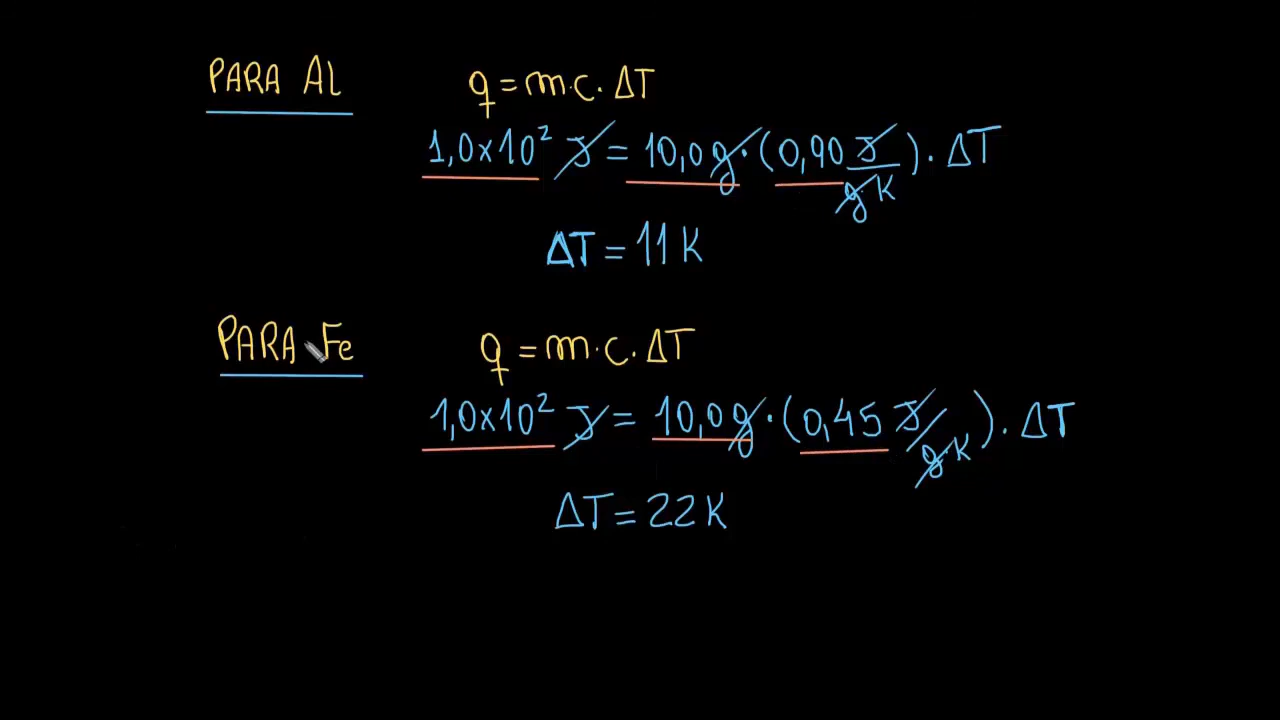 PARA Al
q = m.c. ΔT
1,0x10² J = 10,0 g . (0,90 J/g K) . ΔT
ΔT = 11 K
PARA Fe
q = m.c. ΔT
1,0x10² J = 10,0 g . (0,45 J/g.K) . ΔT
ΔT = 22 K